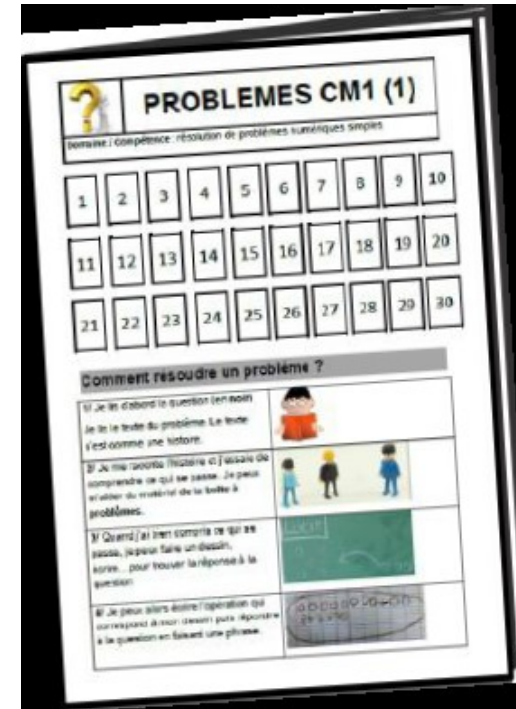 PROBLEMES CM1 (1)
Domaine / compétence : résolution de problèmes numériques simples
1 2 3 4 5 6 7 8 9 10
11 12 13 14 15 16 17 18 19 20
21 22 23 24 25 26 27 28 29 30
Comment résoudre un problème ?
1/ Je lis d'abord la question (en noir)
Je lis le texte du problème. Le texte
c'est comme une histoire.
2/ Je me raconte l'histoire et j'essaie de
comprendre ce qui se passe. Je peux
m'aider du matériel de la boîte à
problèmes.
3/ Quand j'ai bien compris ce qui se
passe, je peux faire un dessin,
écrire... pour trouver la réponse à la
question
4/ Je peux alors écrire l'opération qui
correspond à mon dessin puis répondre
à la question en faisant une phrase.